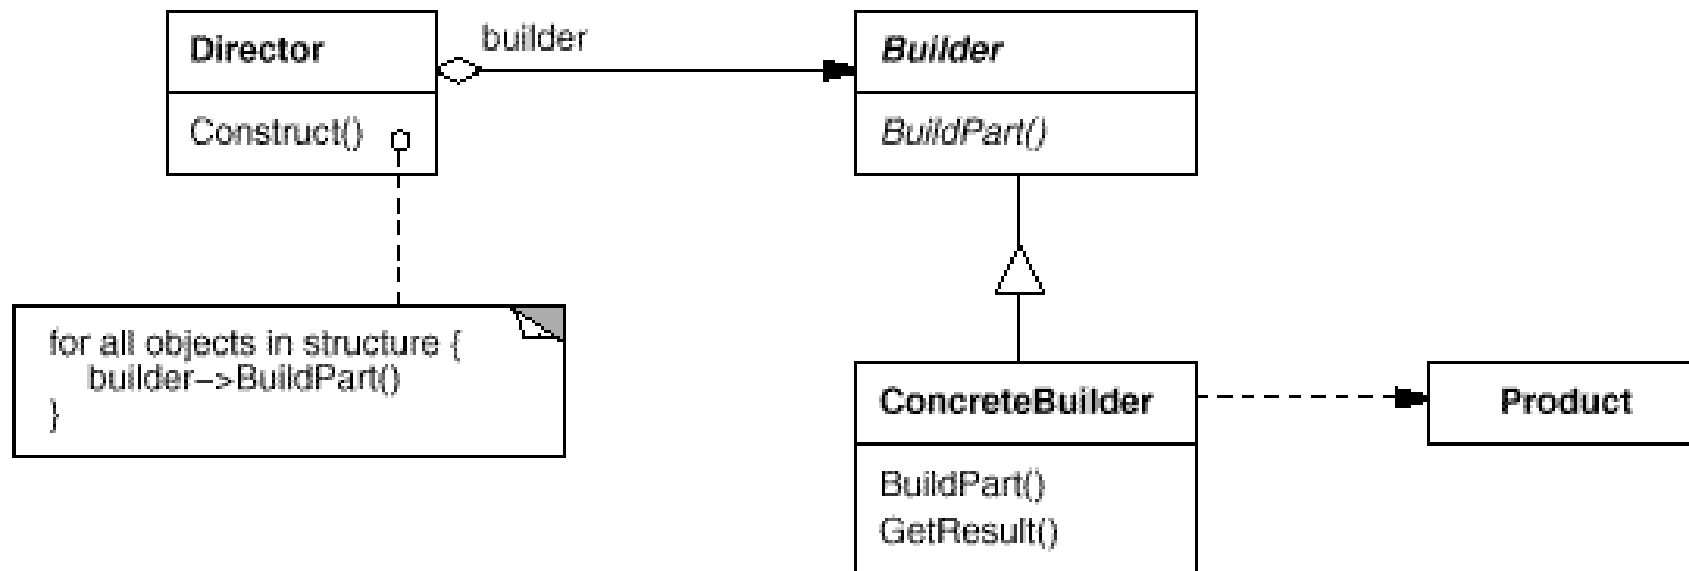 Director
builder
Builder
Construct()
BuildPart()
for all objects in structure {
builder–>BuildPart()
}
ConcreteBuilder
Product
BuildPart()
GetResult()